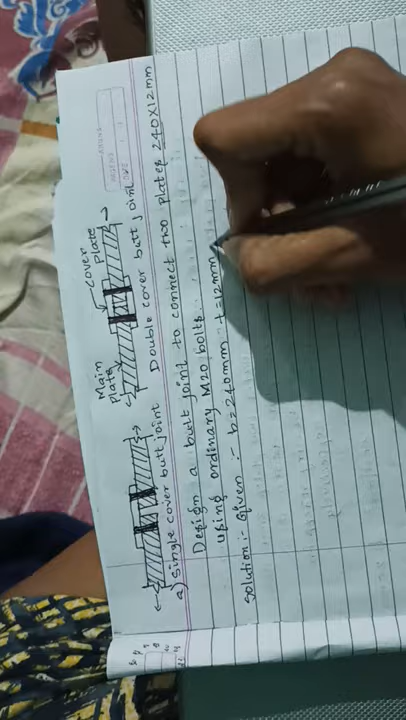 Main
plate
cover
plate
a) Single cover butt joint
Double cover butt joint
Design a butt joint to connect two plates 240x12mm
using ordinary M20 bolts.
Solution:- Given :- b=240mm t=12mm